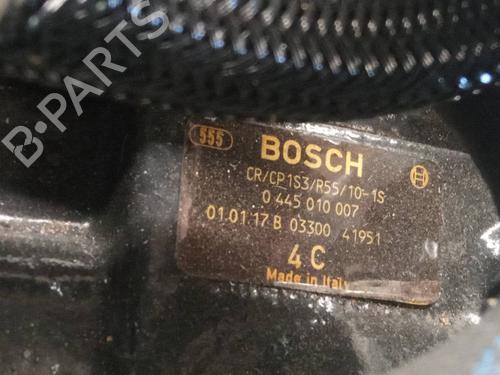 B-PARTS
555
BOSCH
CR/CP1S3/R55/10-1S
0 445 010 007
01.01.17 B 03300 41951
4 C
Made in Italy